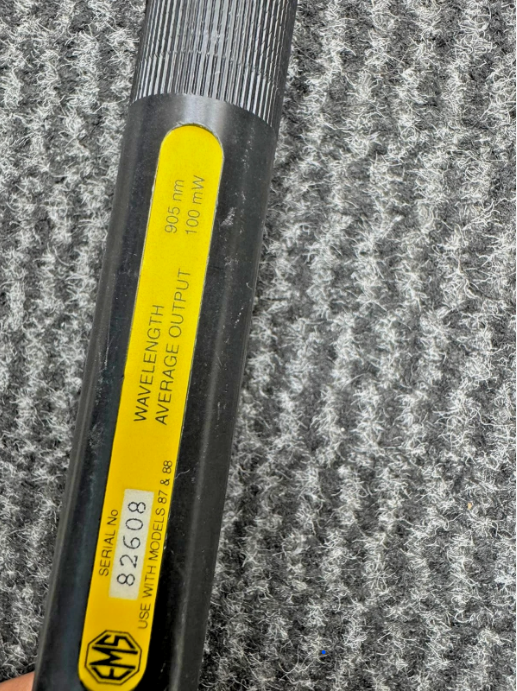 WAVELENGTH 905 nm
AVERAGE OUTPUT 100 mW
SERIAL No
82608
USE WITH MODELS 87 & 88
EMS